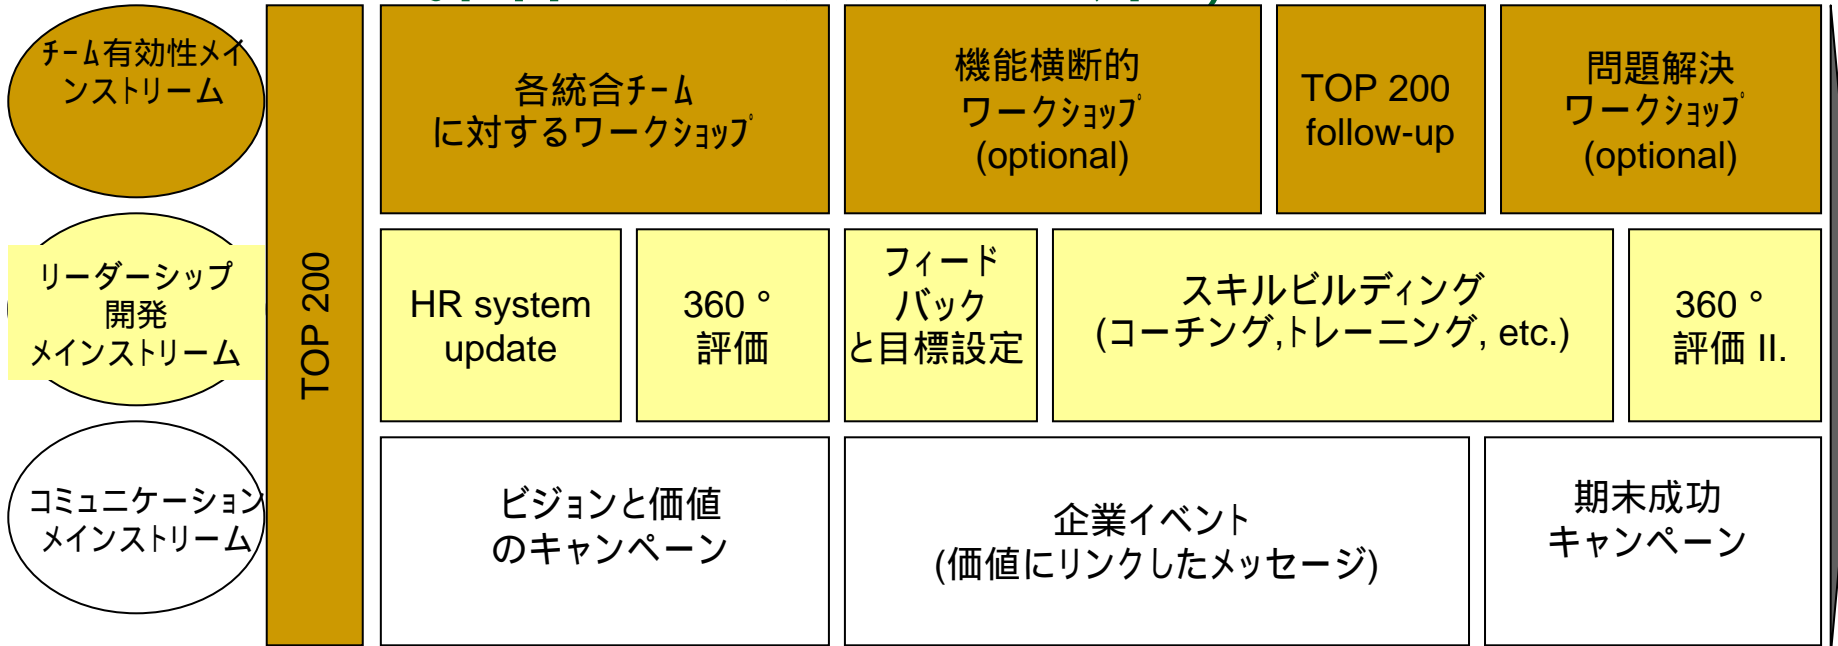 チーム有効性メイ
ンストリーム
TOP 200
各統合チーム
に対するワークショップ
機能横断的
ワークショップ
(optional)
TOP 200
follow-up
問題解決
ワークショップ
(optional)
リーダーシップ
開発
メインストリーム
HR system
update
360 °
評価
フィード
バック
と目標設定
スキルビルディング
(コーチング,トレーニング, etc.)
360 °
評価 II.
コミュニケーション
メインストリーム
ビジョンと価値
のキャンペーン
企業イベント
(価値にリンクしたメッセージ)
期末成功
キャンペーン